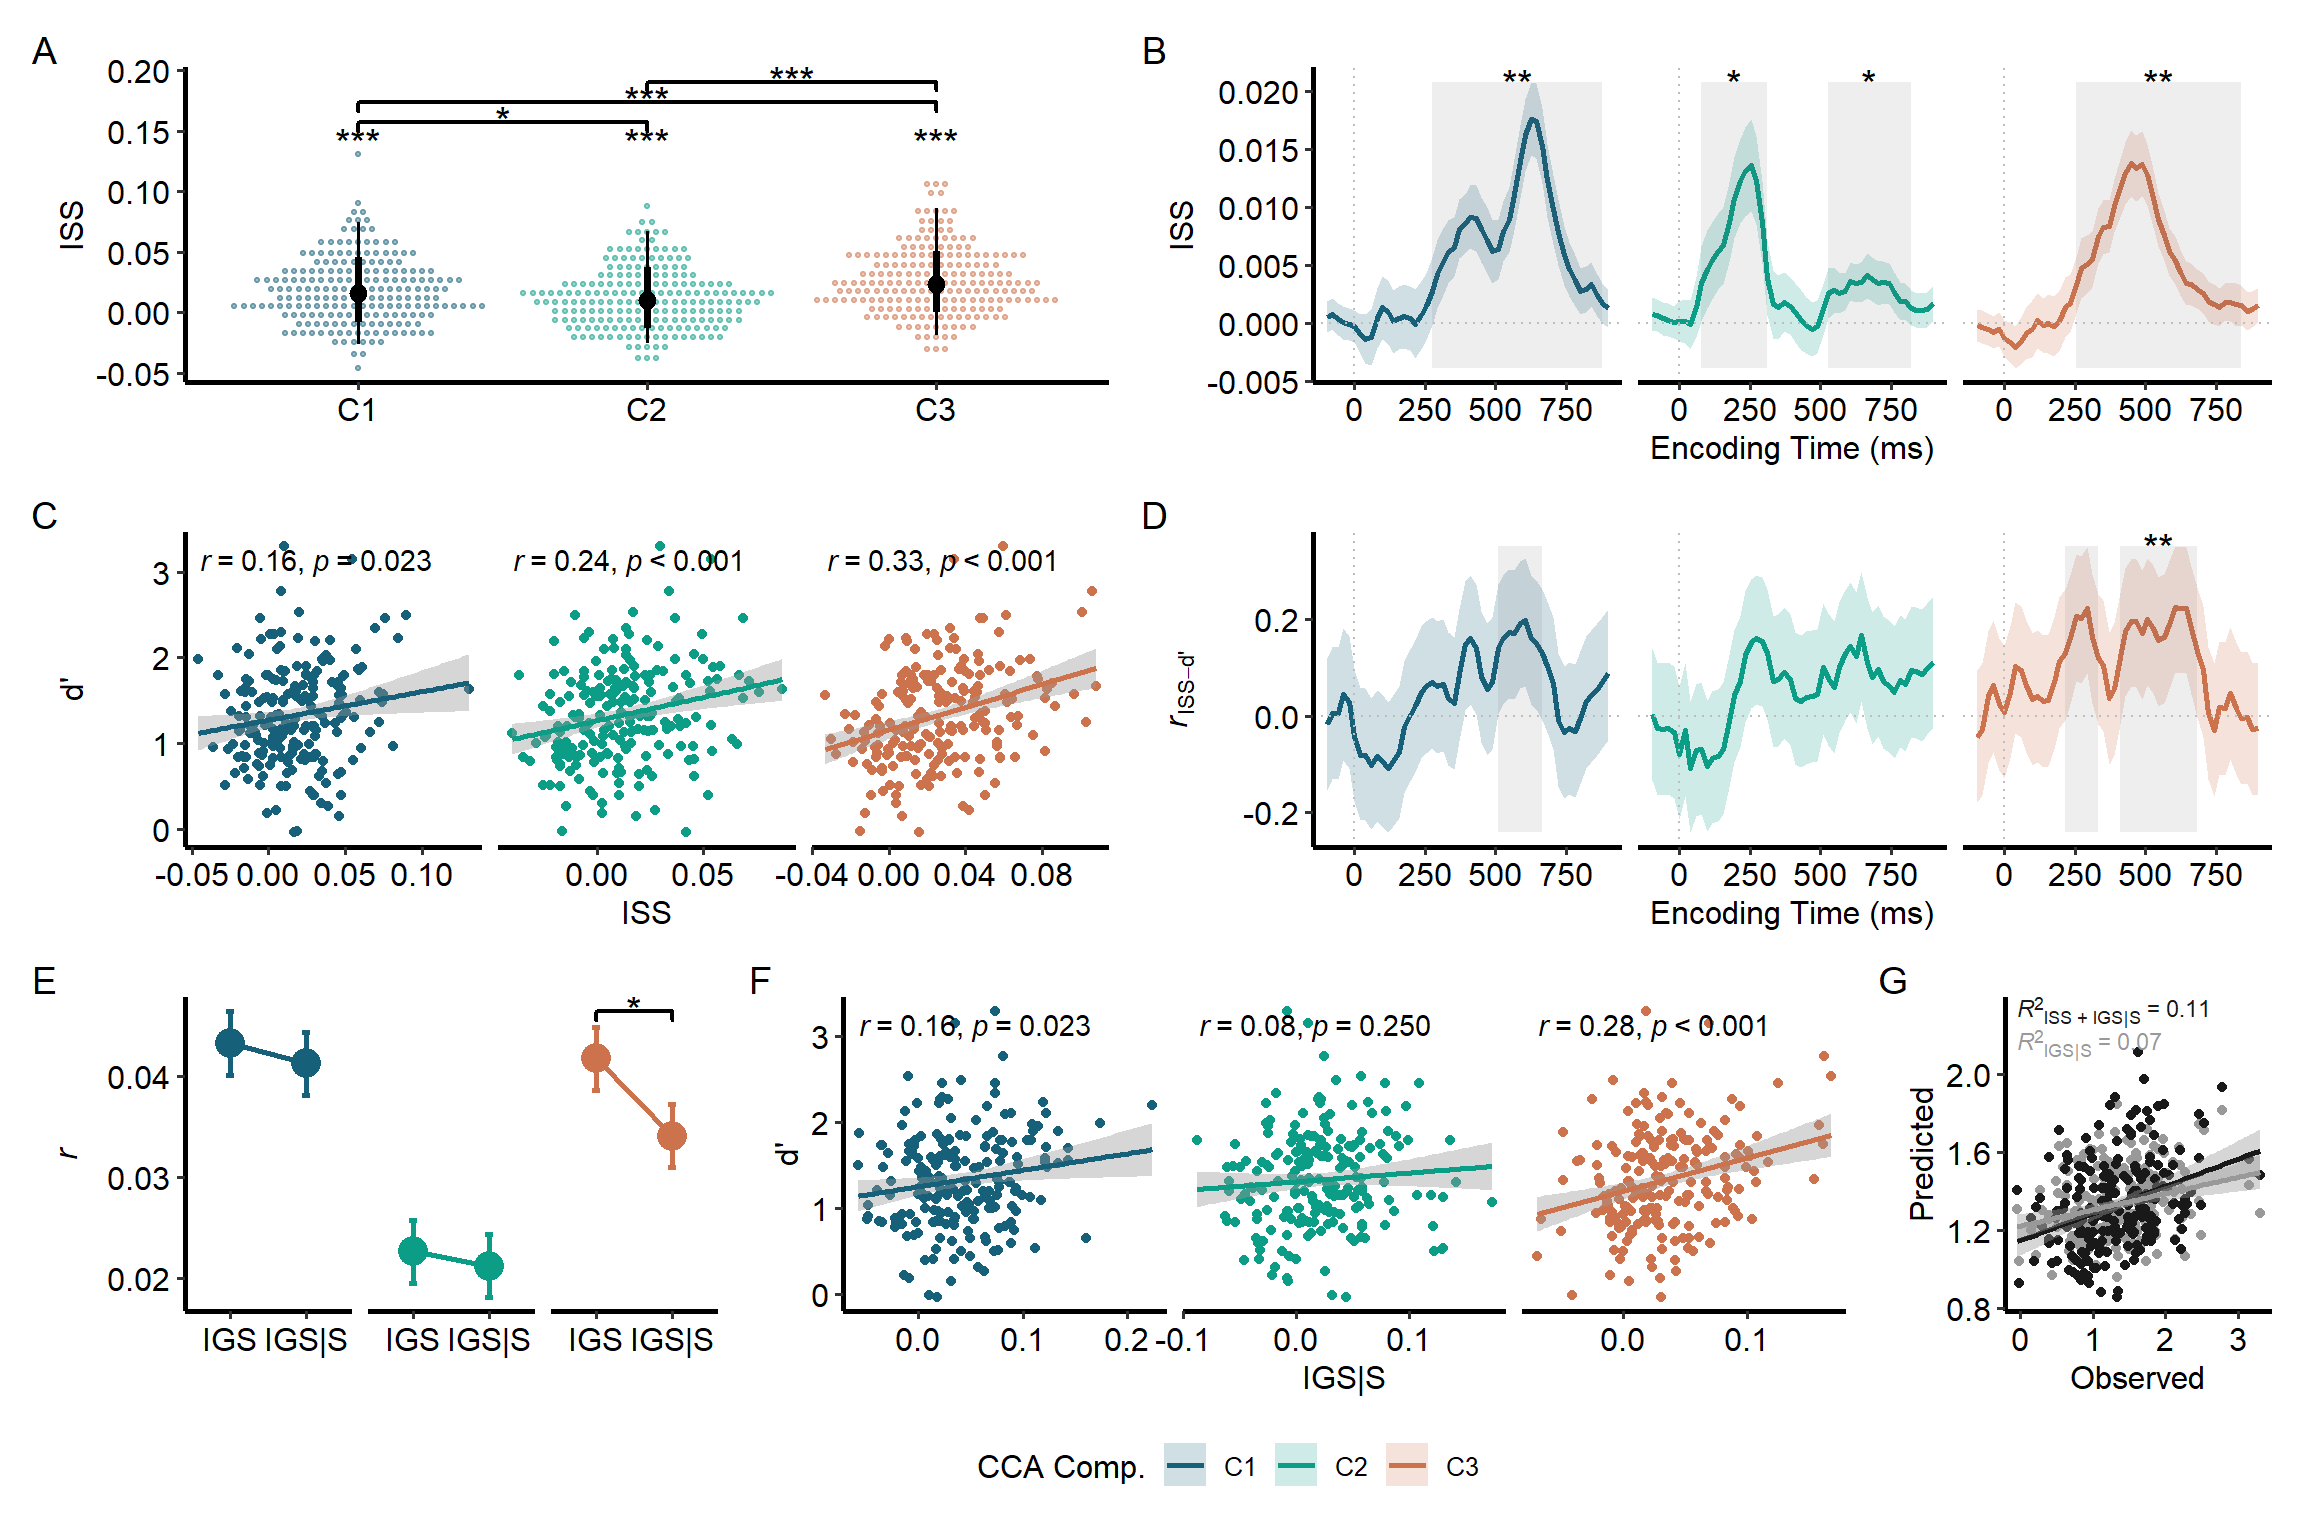 A
0.20
0.15
0.10
0.05
0.00
-0.05
ISS
***
***
*
*** *** ***
C1 C2 C3
B
0.020
0.015
0.010
0.005
0.000
-0.005
ISS
** * * **
0 250 500 750 0 250 500 750 0 250 500 750
Encoding Time (ms)
C
3
2
1
0
d'
r = 0.16, p = 0.023
r = 0.24, p < 0.001
r = 0.33, p < 0.001
-0.05 0.00 0.05 0.10 0.00 0.05 -0.04 0.00 0.04 0.08
ISS
D
0.2
0.0
-0.2
rISS−d'
**
0 250 500 750 0 250 500 750 0 250 500 750
Encoding Time (ms)
E
0.04
0.03
0.02
r
*
IGS IGS|S IGS IGS|S IGS IGS|S
F
3
2
1
0
d'
r = 0.16, p = 0.023
r = 0.08, p = 0.250
r = 0.28, p < 0.001
0.0 0.1 0.2 -0.1 0.0 0.1 0.0 0.1
IGS|S
G
R2ISS + IGS|S = 0.11
R2IGS|S = 0.07
2.0
1.6
1.2
0.8
Predicted
0 1 2 3
Observed
CCA Comp. C1 C2 C3